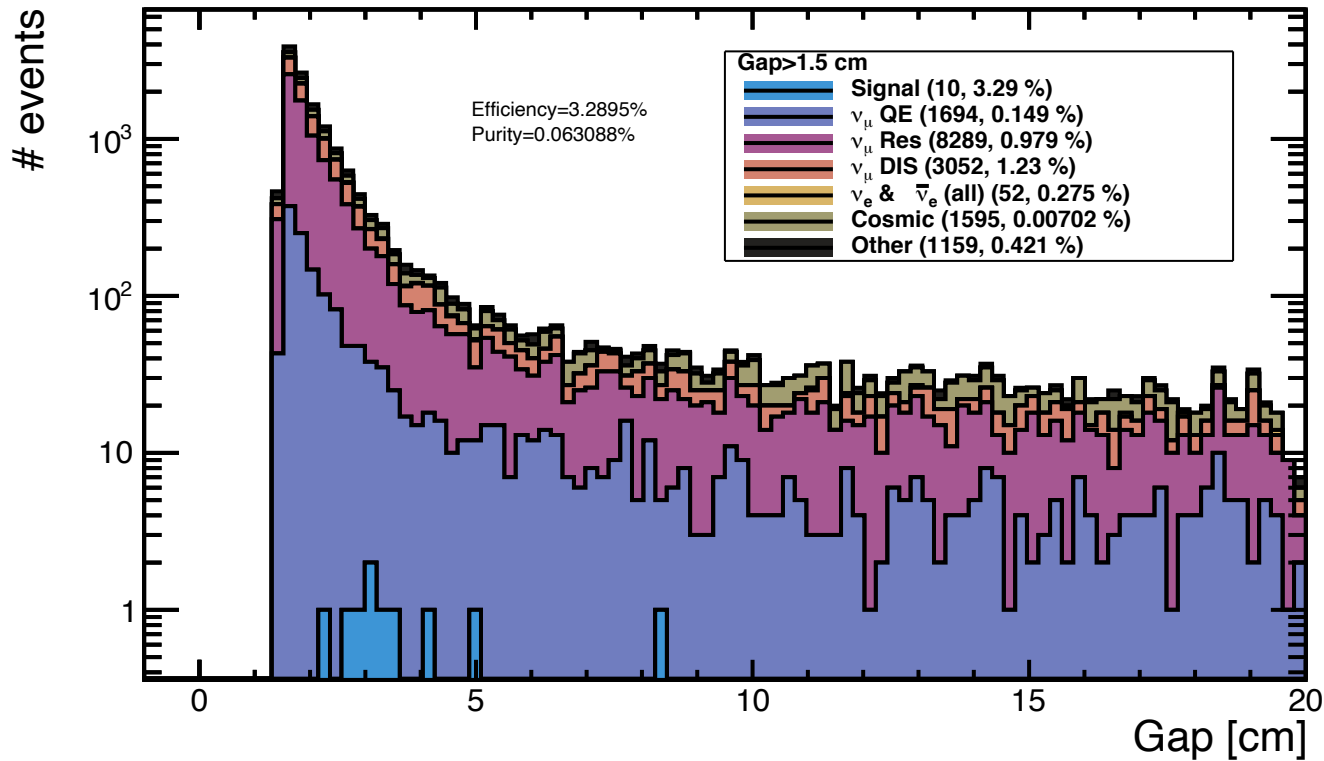 # events
10³
10²
10
1
Efficiency=3.2895%
Purity=0.063088%
Gap>1.5 cm
Signal (10, 3.29 %)
νμ QE (1694, 0.149 %)
νμ Res (8289, 0.979 %)
νμ DIS (3052, 1.23 %)
νe & ν̅e (all) (52, 0.275 %)
Cosmic (1595, 0.00702 %)
Other (1159, 0.421 %)
0 5 10 15 20
Gap [cm]